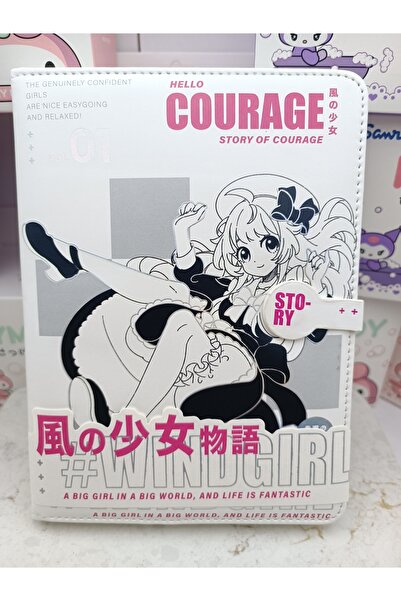 THE GENUINELY CONFIDENT
GIRLS
ARE NICE EASYGOING
AND RELAXED!
01
HELLO
COURAGE
STORY OF COURAGE
風の少女
STO-
RY
風の少女物語
#WINDGIRL
A BIG GIRL IN A BIG WORLD, AND LIFE IS FANTASTIC
A BIG GIRL IN A BIG WORLD, AND LIFE IS FANTASTIC.